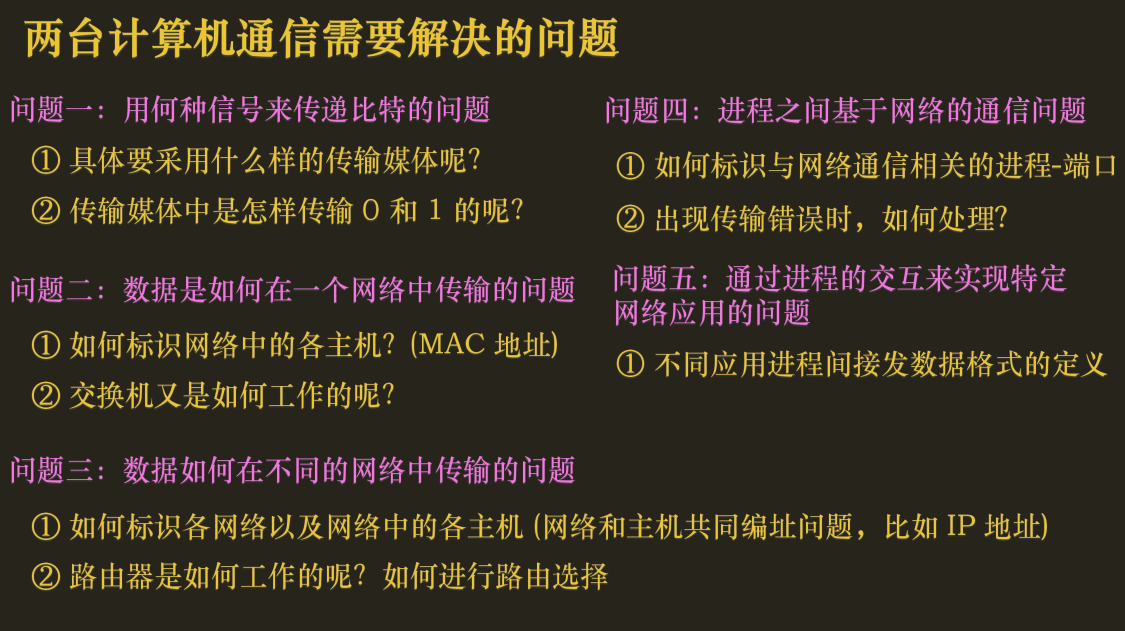 两台计算机通信需要解决的问题
问题一：用何种信号来传递比特的问题
① 具体要采用什么样的传输媒体呢？
② 传输媒体中是怎样传输 0 和 1 的呢？
问题二：数据是如何在一个网络中传输的问题
① 如何标识网络中的各主机？(MAC 地址)
② 交换机又是如何工作的呢？
问题三：数据如何在不同的网络中传输的问题
① 如何标识各网络以及网络中的各主机 (网络和主机共同编址问题，比如 IP 地址)
② 路由器是如何工作的呢？如何进行路由选择
问题四：进程之间基于网络的通信问题
① 如何标识与网络通信相关的进程-端口
② 出现传输错误时，如何处理？
问题五：通过进程的交互来实现特定
网络应用的问题
① 不同应用进程间接发数据格式的定义